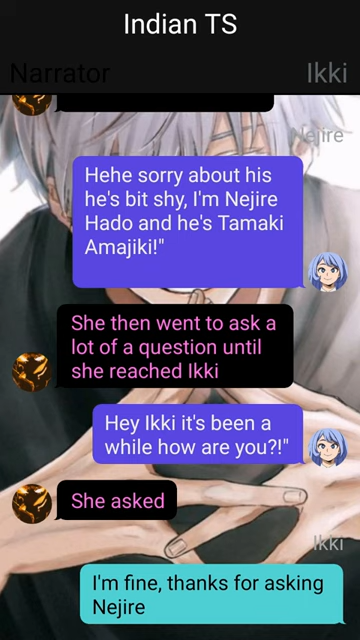 Indian TS
Narrator
Ikki
Nejire
Hehe sorry about his
he's bit shy, I'm Nejire
Hado and he's Tamaki
Amajiki!"
She then went to ask a
lot of a question until
she reached Ikki
Hey Ikki it's been a
while how are you?!"
She asked
Ikki
I'm fine, thanks for asking
Nejire